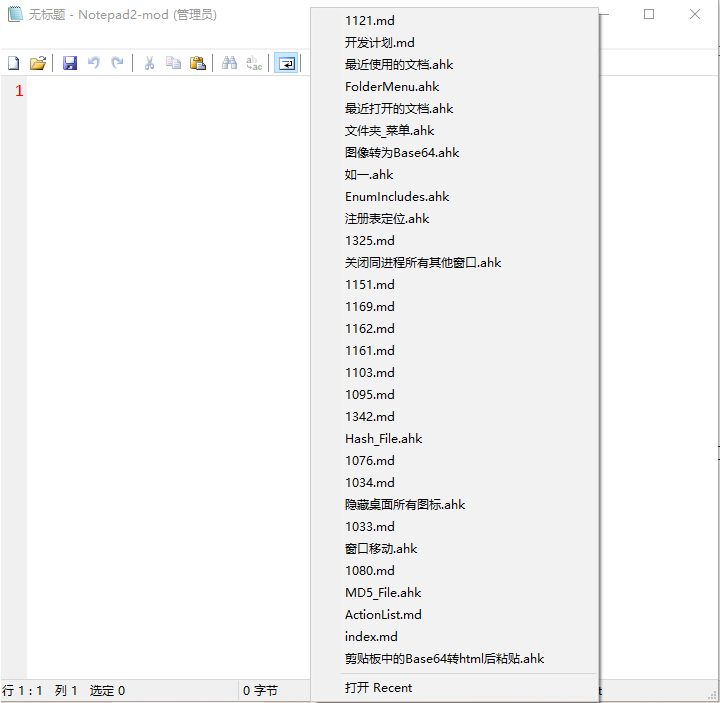 无标题 - Notepad2-mod (管理员)
1
1121.md
开发计划.md
最近使用的文档.ahk
FolderMenu.ahk
最近打开的文档.ahk
文件夹_菜单.ahk
图像转为Base64.ahk
如一.ahk
EnumIncludes.ahk
注册表定位.ahk
1325.md
关闭同进程所有其他窗口.ahk
1151.md
1169.md
1162.md
1161.md
1103.md
1095.md
1342.md
Hash_File.ahk
1076.md
1034.md
隐藏桌面所有图标.ahk
1033.md
窗口移动.ahk
1080.md
MD5_File.ahk
ActionList.md
index.md
剪贴板中的Base64转html后粘贴.ahk
打开 Recent
行 1 : 1 列 1 选定 0 0 字节